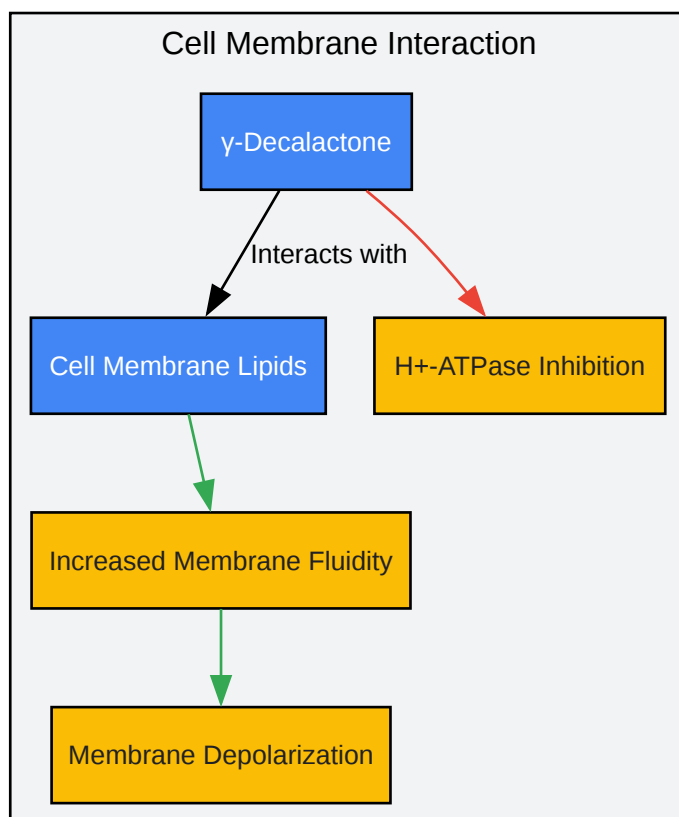 Cell Membrane Interaction
γ-Decalactone
Interacts with
Cell Membrane Lipids
H+-ATPase Inhibition
Increased Membrane Fluidity
Membrane Depolarization